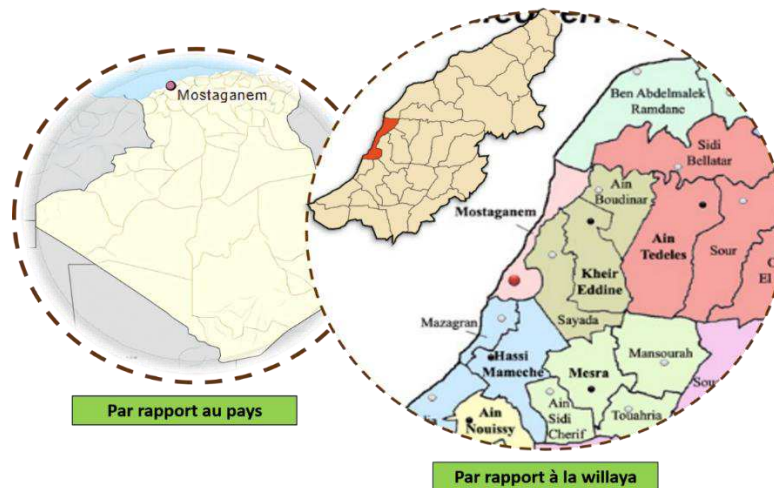 Mostaganem
Ben Abdelmalek
Ramdane
Sidi
Bellatar
Ain
Boudinar
Mostaganem
Ain
Tedeles
Sour
Kheir
Eddine
Sayada
Mazagran
Hassi
Mameche
Mesra
Mansourah
Ain
Nouissy
Ain
Sidi
Cherif
Touahria
Par rapport au pays
Par rapport à la willaya